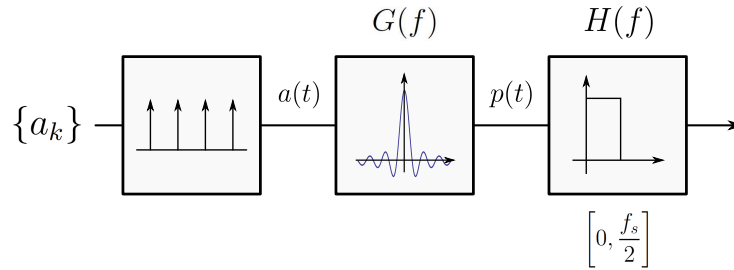 G(f) H(f)
{a_k} a(t) p(t)
[0, f_s/2]